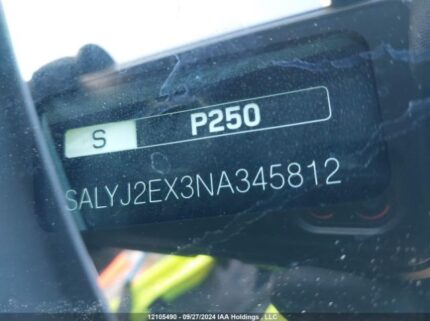 S P250
SALYJ2EX3NA345812
12105490 - 09/27/2024 IAA Holdings , LLC